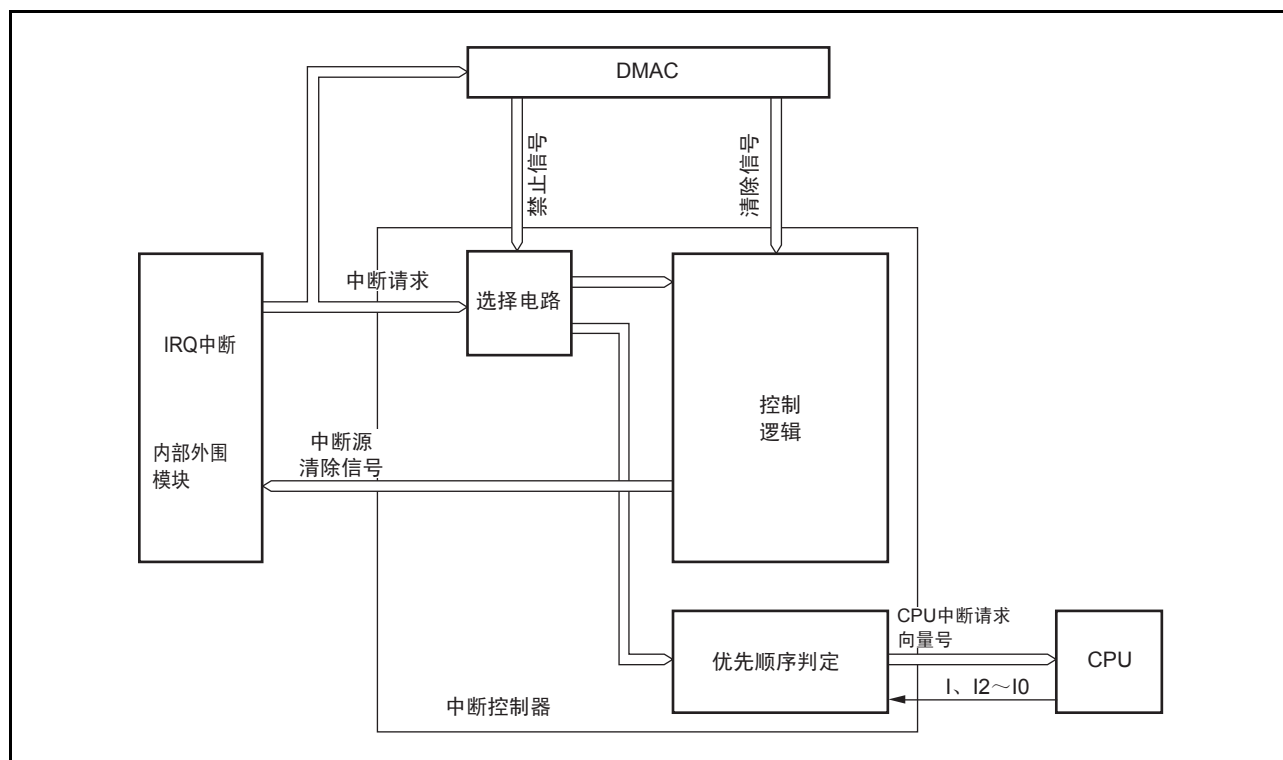 DMAC
禁止信号
清除信号
中断请求
选择电路
IRQ中断
控制
逻辑
中断源
清除信号
内部外围
模块
CPU中断请求
向量号
优先顺序判定
CPU
I、I2～I0
中断控制器